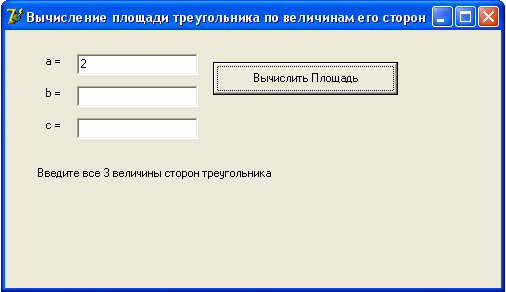 Вычисление площади треугольника по величинам его сторон
a = 2
Вычислить Площадь
b =
c =
Введите все 3 величины сторон треугольника